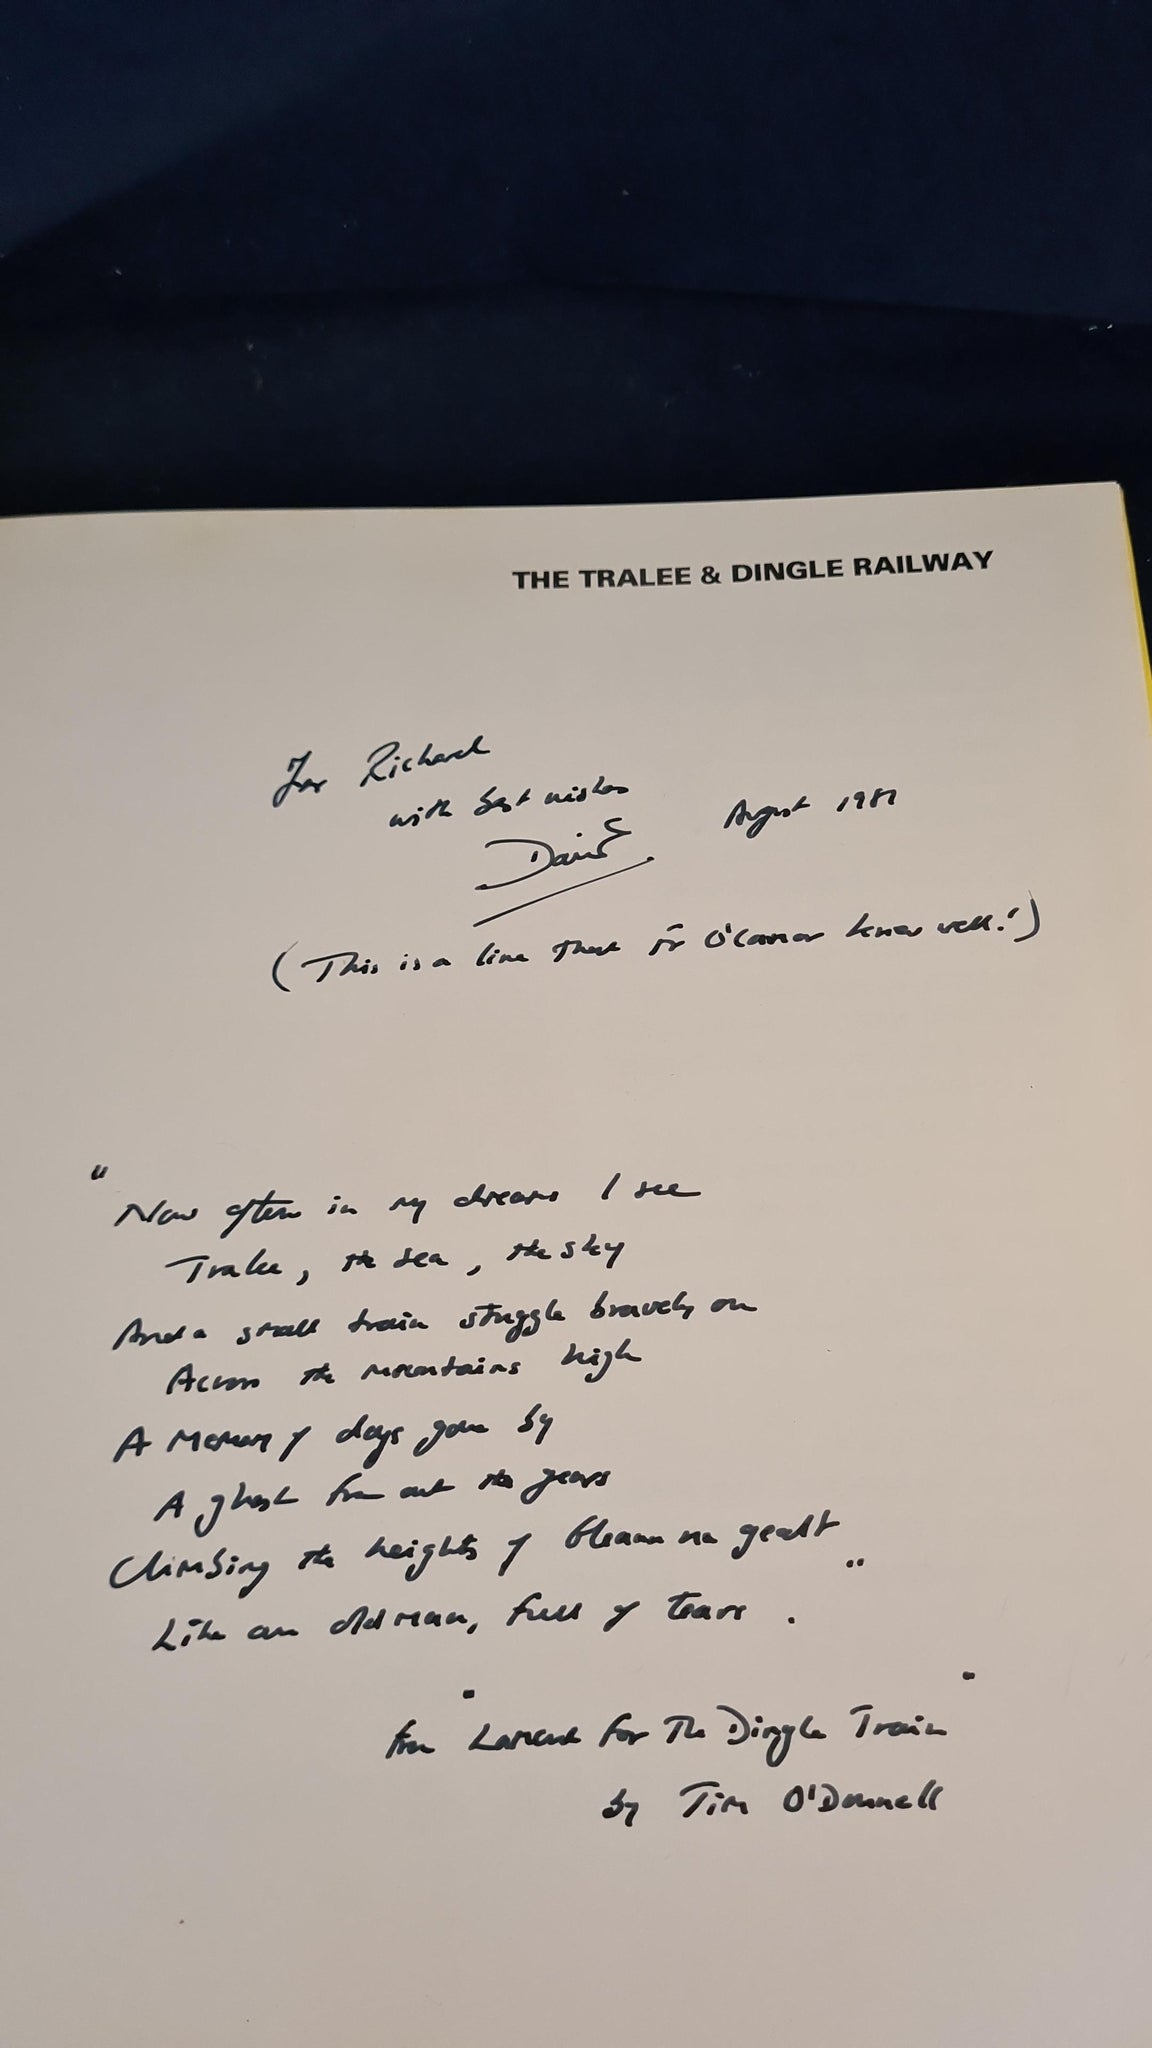 THE TRALEE & DINGLE RAILWAY
For Richard
with best wishes
David August 1981
(This is a line that Fr O'Connor knew well!)
"Now often in my dreams I see
Tralee, the sea, the sky
And a small train struggle bravely on
Across the mountains high
A memory of days gone by
A ghost from out the years
Climbing the heights of Gleann na gealt
Like an old man, full of tears."
from "Lament for The Dingle Train"
by Tim O'Donnell